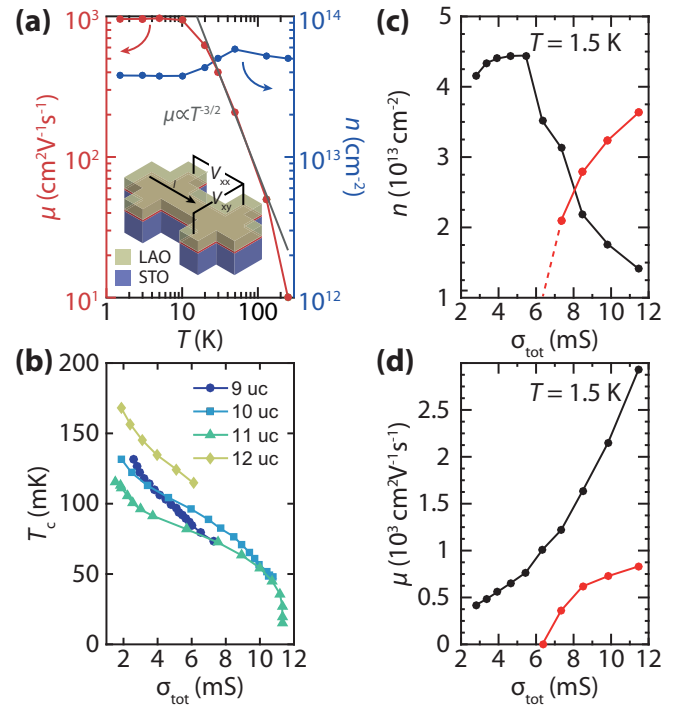 (a)
10³
10²
10¹
μ (cm²V⁻¹s⁻¹)
μ∝T⁻³ᐟ²
I
Vₓₓ
Vₓᵧ
LAO
STO
10¹⁴
10¹³
10¹²
n (cm⁻²)
1 10 100
T (K)
(b)
200
150
100
50
0
T_c (mK)
9 uc
10 uc
11 uc
12 uc
2 4 6 8 10 12
σ_tot (mS)
(c)
T = 1.5 K
5
4
3
2
1
n (10¹³ cm⁻²)
2 4 6 8 10 12
σ_tot (mS)
(d)
T = 1.5 K
2.5
2
1.5
1
0.5
0
μ (10³ cm²V⁻¹s⁻¹)
2 4 6 8 10 12
σ_tot (mS)